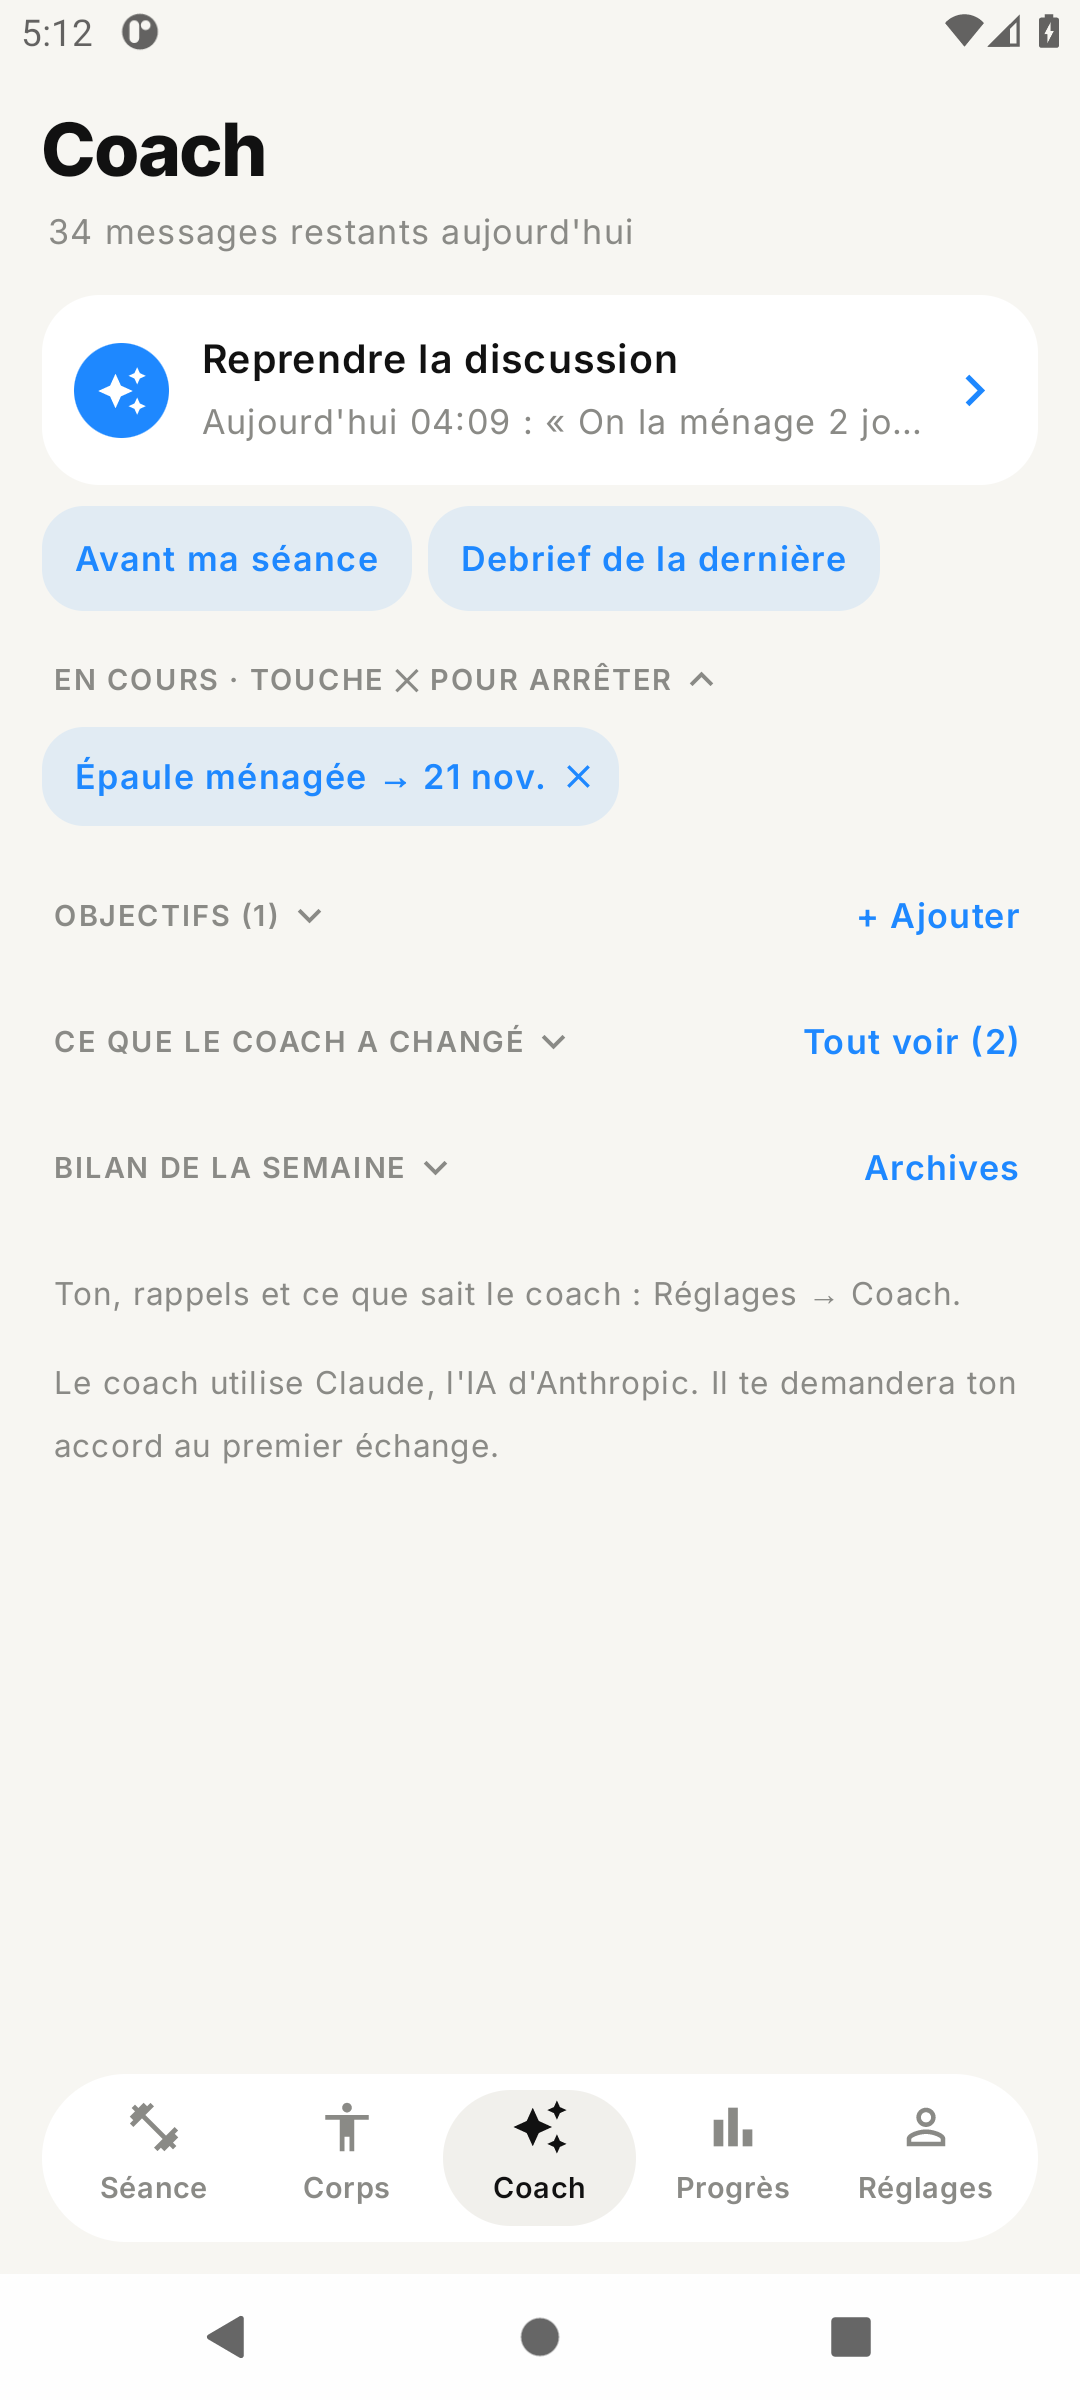 5:12
Coach
34 messages restants aujourd'hui
Reprendre la discussion
Aujourd'hui 04:09 : « On la ménage 2 jo...
Avant ma séance
Debrief de la dernière
EN COURS · TOUCHE × POUR ARRÊTER
Épaule ménagée → 21 nov. ×
OBJECTIFS (1)
+ Ajouter
CE QUE LE COACH A CHANGÉ
Tout voir (2)
BILAN DE LA SEMAINE
Archives
Ton, rappels et ce que sait le coach : Réglages → Coach.
Le coach utilise Claude, l'IA d'Anthropic. Il te demandera ton
accord au premier échange.
Séance
Corps
Coach
Progrès
Réglages